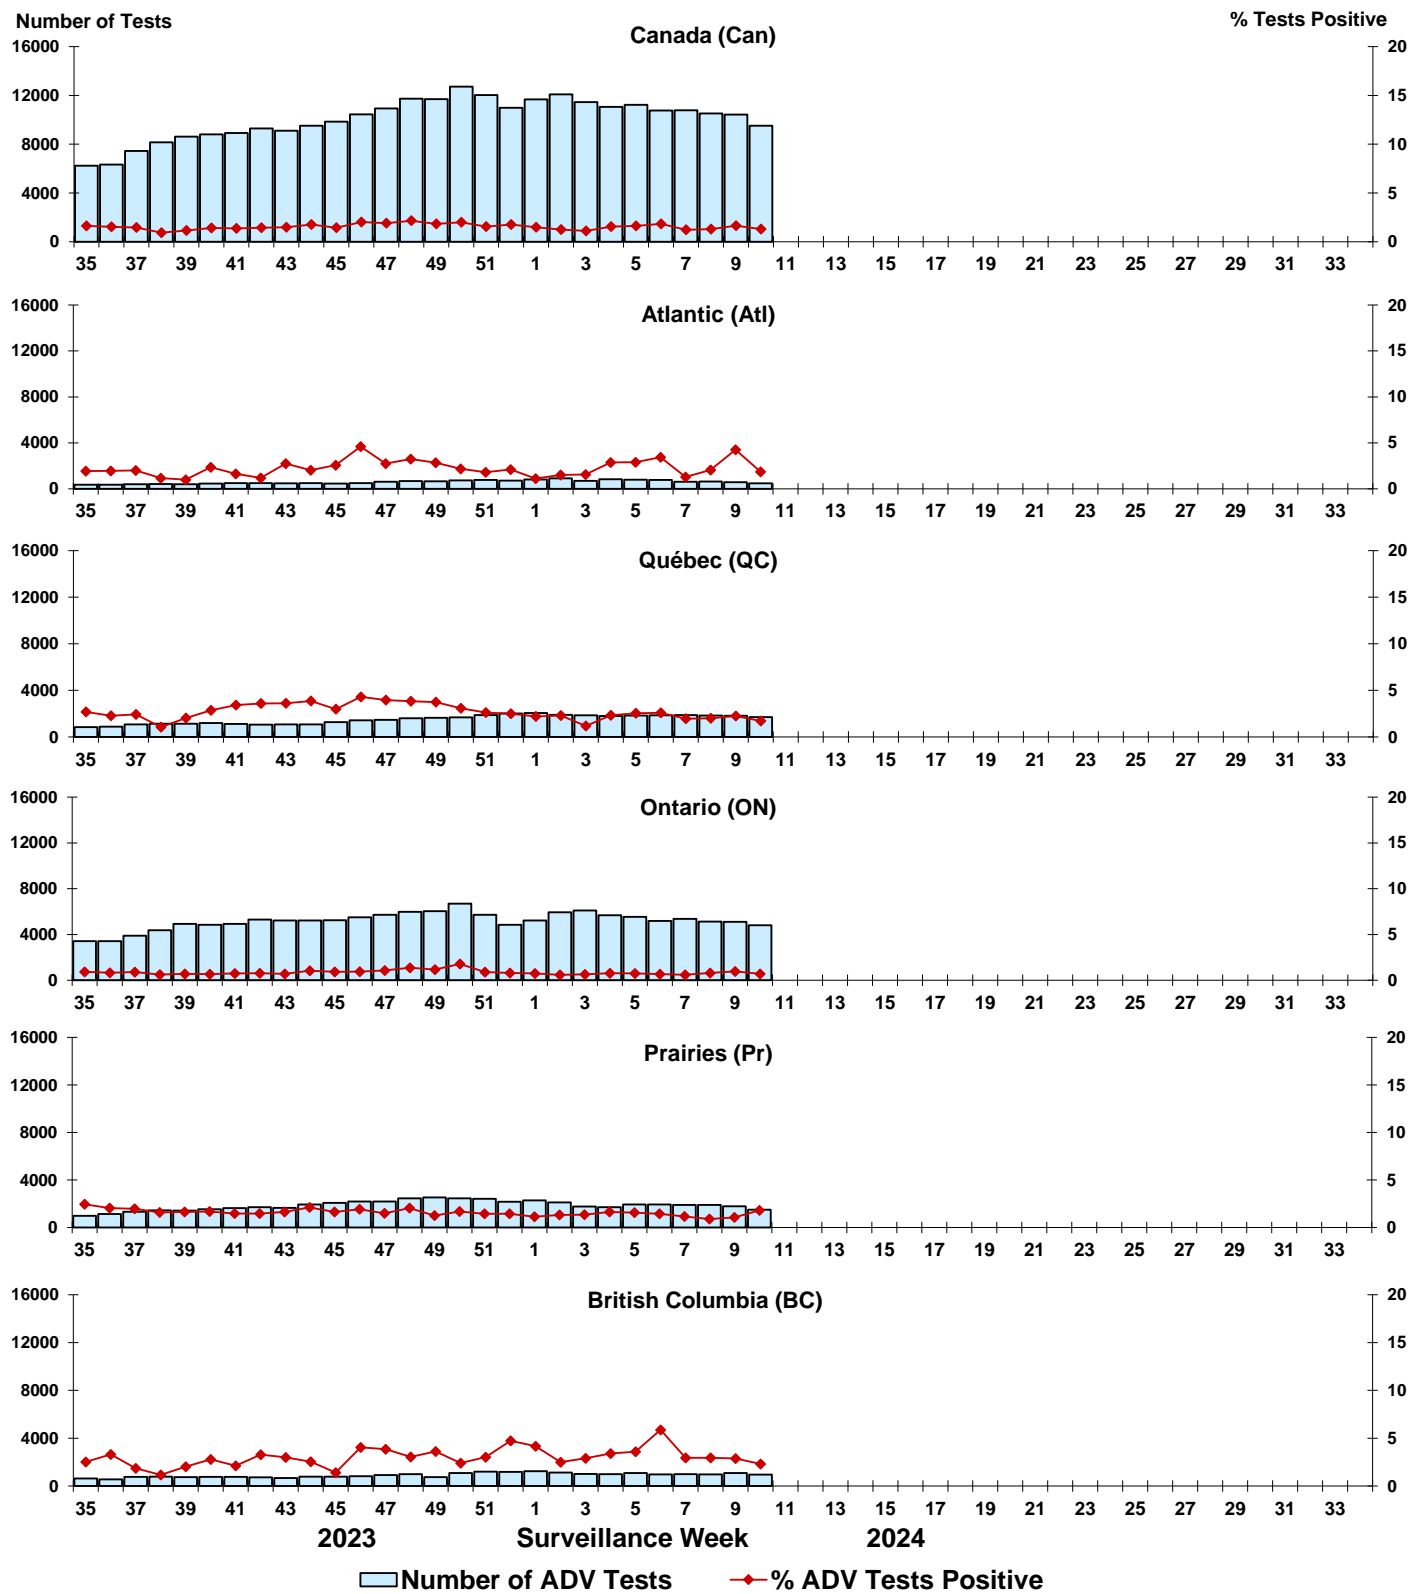 Number of Tests
% Tests Positive
Canada (Can)
16000 20
12000 15
8000 10
4000 5
0 0
35 37 39 41 43 45 47 49 51 1 3 5 7 9 11 13 15 17 19 21 23 25 27 29 31 33
Atlantic (Atl)
16000 20
12000 15
8000 10
4000 5
0 0
35 37 39 41 43 45 47 49 51 1 3 5 7 9 11 13 15 17 19 21 23 25 27 29 31 33
Québec (QC)
16000 20
12000 15
8000 10
4000 5
0 0
35 37 39 41 43 45 47 49 51 1 3 5 7 9 11 13 15 17 19 21 23 25 27 29 31 33
Ontario (ON)
16000 20
12000 15
8000 10
4000 5
0 0
35 37 39 41 43 45 47 49 51 1 3 5 7 9 11 13 15 17 19 21 23 25 27 29 31 33
Prairies (Pr)
16000 20
12000 15
8000 10
4000 5
0 0
35 37 39 41 43 45 47 49 51 1 3 5 7 9 11 13 15 17 19 21 23 25 27 29 31 33
British Columbia (BC)
16000 20
12000 15
8000 10
4000 5
0 0
35 37 39 41 43 45 47 49 51 1 3 5 7 9 11 13 15 17 19 21 23 25 27 29 31 33
2023 Surveillance Week 2024
Number of ADV Tests % ADV Tests Positive